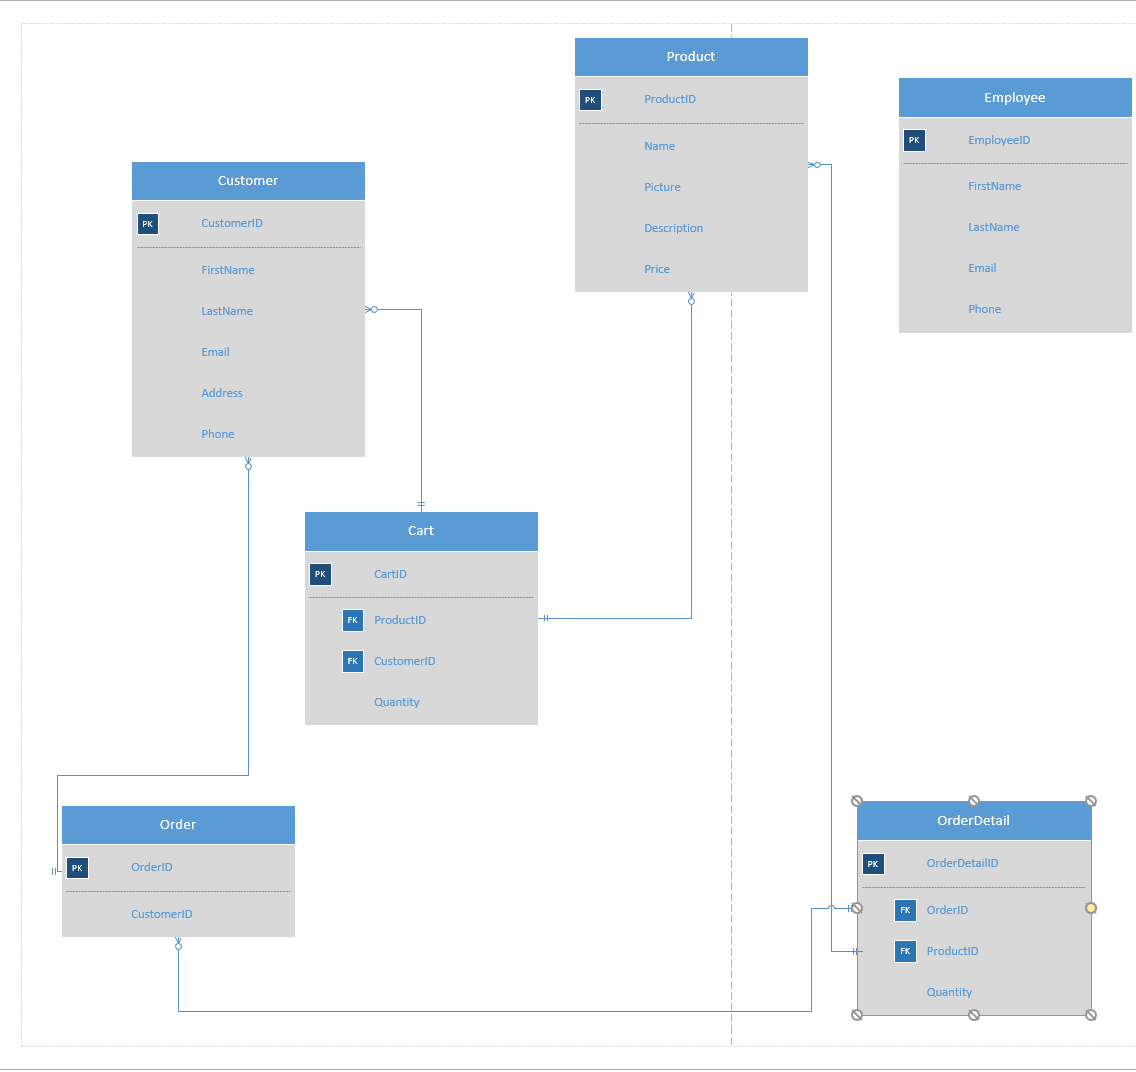 Product
PK ProductID
Name
Picture
Description
Price
Employee
PK EmployeeID
FirstName
LastName
Email
Phone
Customer
PK CustomerID
FirstName
LastName
Email
Address
Phone
Cart
PK CartID
FK ProductID
FK CustomerID
Quantity
Order
PK OrderID
CustomerID
OrderDetail
PK OrderDetailID
FK OrderID
FK ProductID
Quantity